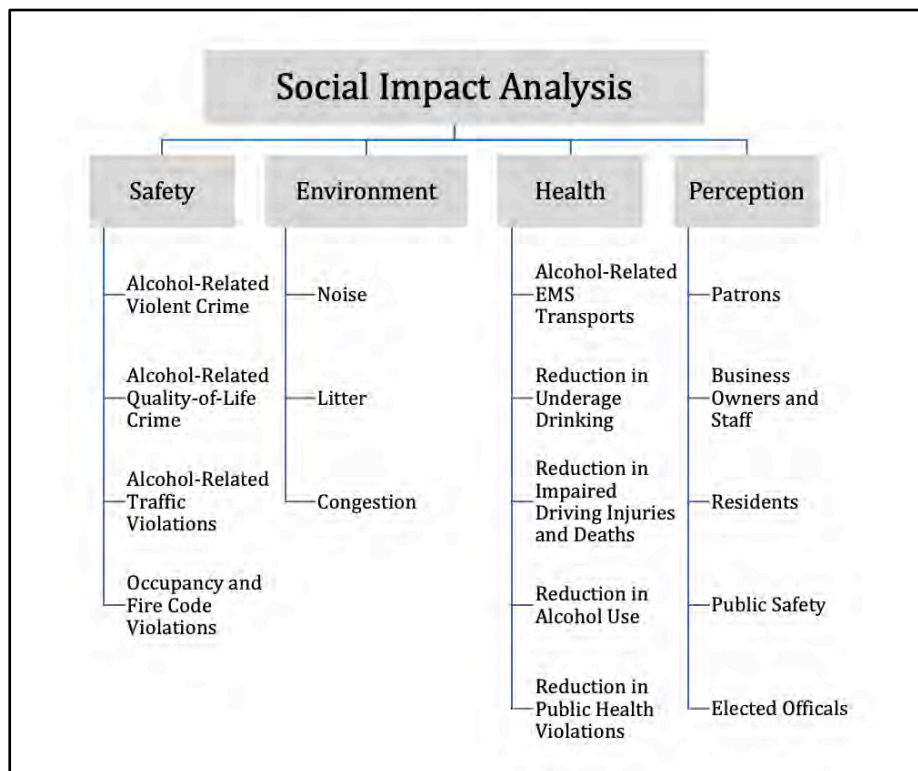 Social Impact Analysis
Safety
Alcohol-Related
Violent Crime
Alcohol-Related
Quality-of-Life
Crime
Alcohol-Related
Traffic
Violations
Occupancy and
Fire Code
Violations
Environment
Noise
Litter
Congestion
Health
Alcohol-Related
EMS
Transports
Reduction in
Underage
Drinking
Reduction in
Impaired
Driving Injuries
and Deaths
Reduction in
Alcohol Use
Reduction in
Public Health
Violations
Perception
Patrons
Business
Owners and
Staff
Residents
Public Safety
Elected Officals